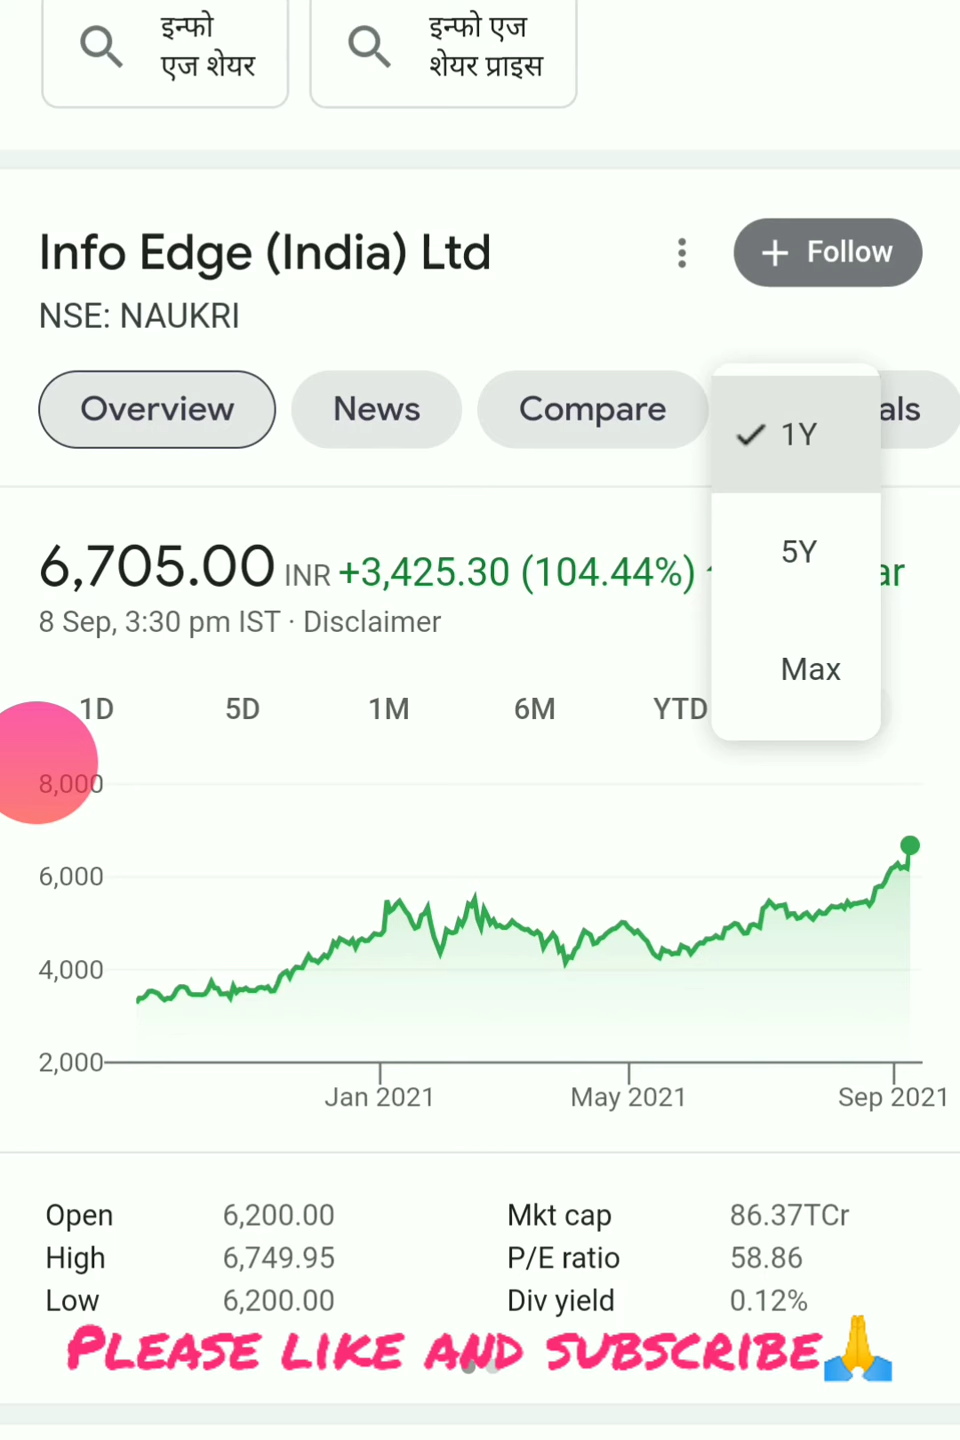 इन्फो
एज शेयर
इन्फो एज
शेयर प्राइस
Info Edge (India) Ltd
+ Follow
NSE: NAUKRI
Overview
News
Compare
als
1Y
5Y
Max
6,705.00 INR +3,425.30 (104.44%)
ar
8 Sep, 3:30 pm IST · Disclaimer
1D 5D 1M 6M YTD
8,000
6,000
4,000
2,000
Jan 2021 May 2021 Sep 2021
Open 6,200.00 Mkt cap 86.37TCr
High 6,749.95 P/E ratio 58.86
Low 6,200.00 Div yield 0.12%
PLEASE LIKE AND SUBSCRIBE🙏